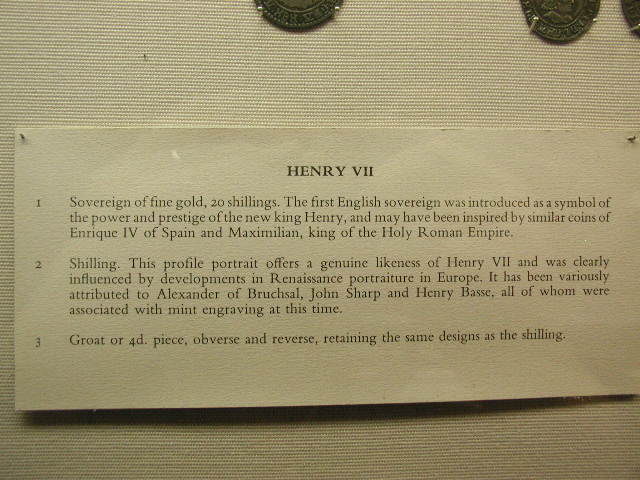 HENRY VII
1 Sovereign of fine gold, 20 shillings. The first English sovereign was introduced as a symbol of
the power and prestige of the new king Henry, and may have been inspired by similar coins of
Enrique IV of Spain and Maximilian, king of the Holy Roman Empire.
2 Shilling. This profile portrait offers a genuine likeness of Henry VII and was clearly
influenced by developments in Renaissance portraiture in Europe. It has been variously
attributed to Alexander of Bruchsal, John Sharp and Henry Basse, all of whom were
associated with mint engraving at this time.
3 Groat or 4d. piece, obverse and reverse, retaining the same designs as the shilling.